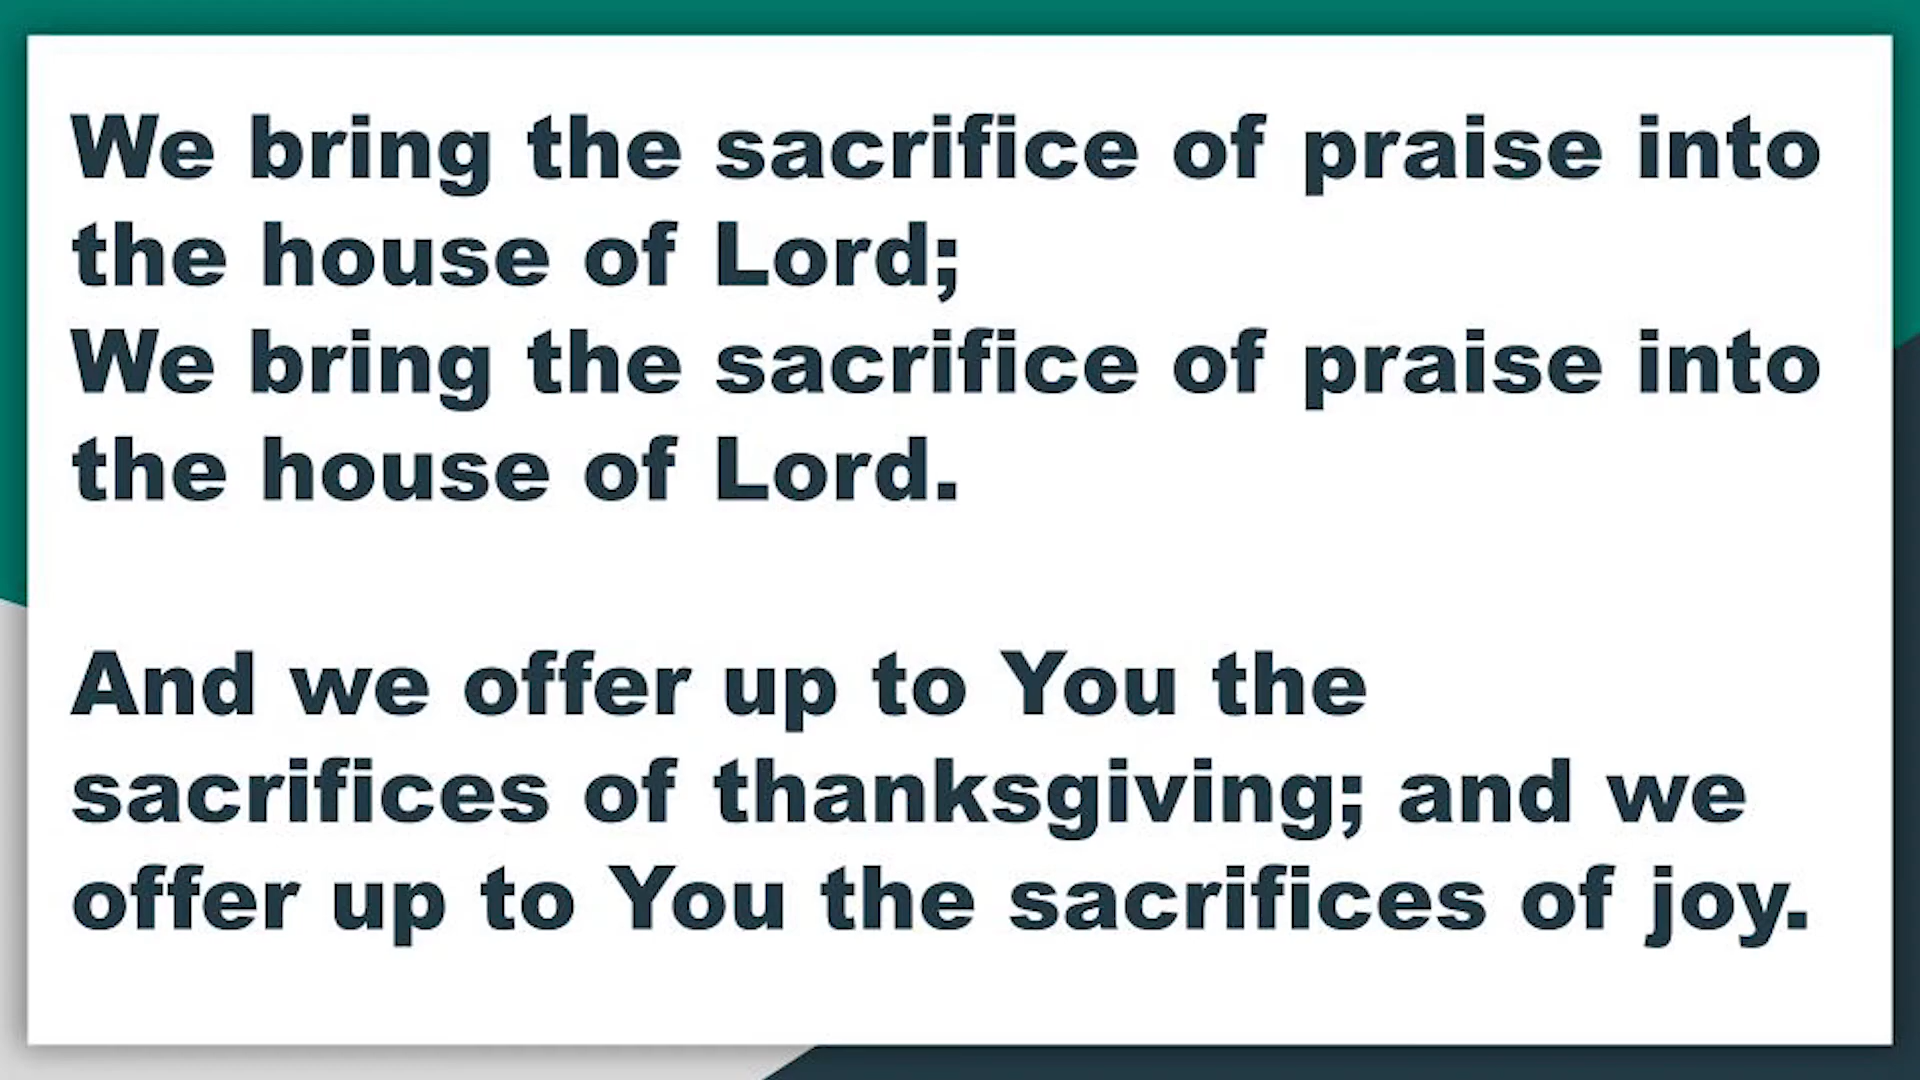 We bring the sacrifice of praise into
the house of Lord;
We bring the sacrifice of praise into
the house of Lord.
And we offer up to You the
sacrifices of thanksgiving; and we
offer up to You the sacrifices of joy.